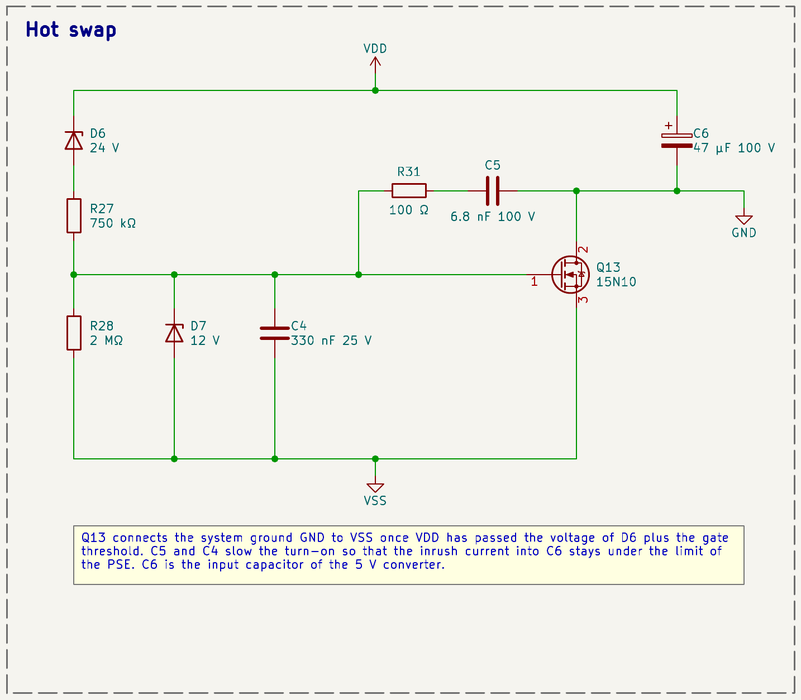 Hot swap
VDD
D6
24 V
C6
47 µF 100 V
+
R31
100 Ω
C5
6.8 nF 100 V
R27
750 kΩ
GND
2
Q13
15N10
1
3
R28
2 MΩ
D7
12 V
C4
330 nF 25 V
VSS
Q13 connects the system ground GND to VSS once VDD has passed the voltage of D6 plus the gate
threshold. C5 and C4 slow the turn-on so that the inrush current into C6 stays under the limit of
the PSE. C6 is the input capacitor of the 5 V converter.